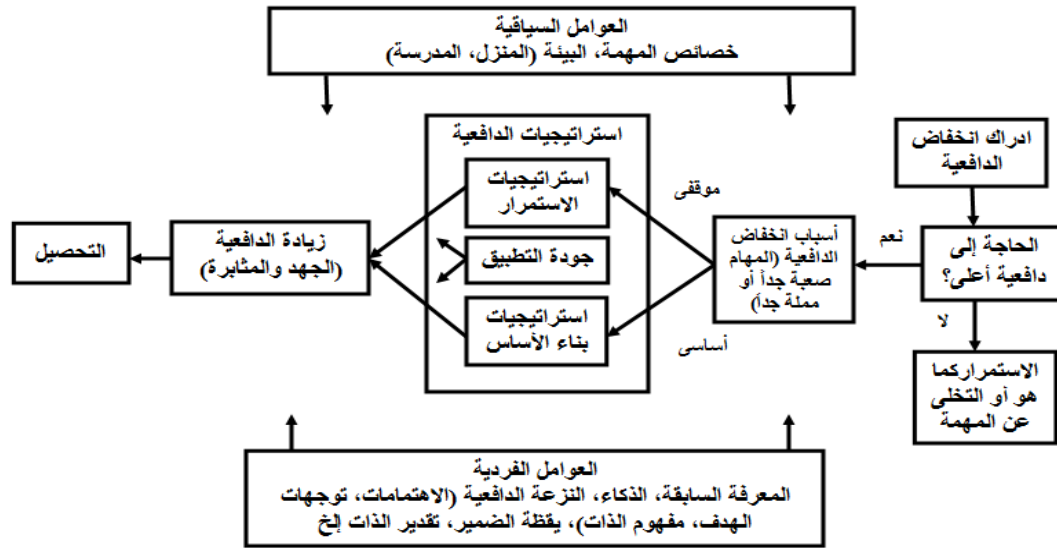 العوامل السياقية
خصائص المهمة، البيئة (المنزل، المدرسة)
ادراك انخفاض
الدافعية
الحاجة إلى
دافعية أعلى؟
نعم
لا
الاستمراركما
هو أو التخلى
عن المهمة
أسباب انخفاض
الدافعية (المهام
صعبة جداً أو
مملة جداً)
موقفى
أساسى
استراتيجيات الدافعية
استراتيجيات
الاستمرار
جودة التطبيق
استراتيجيات
بناء الأساس
زيادة الدافعية
(الجهد والمثابرة)
التحصيل
العوامل الفردية
المعرفة السابقة، الذكاء، النزعة الدافعية (الاهتمامات، توجهات
الهدف، مفهوم الذات)، يقظة الضمير، تقدير الذات إلخ